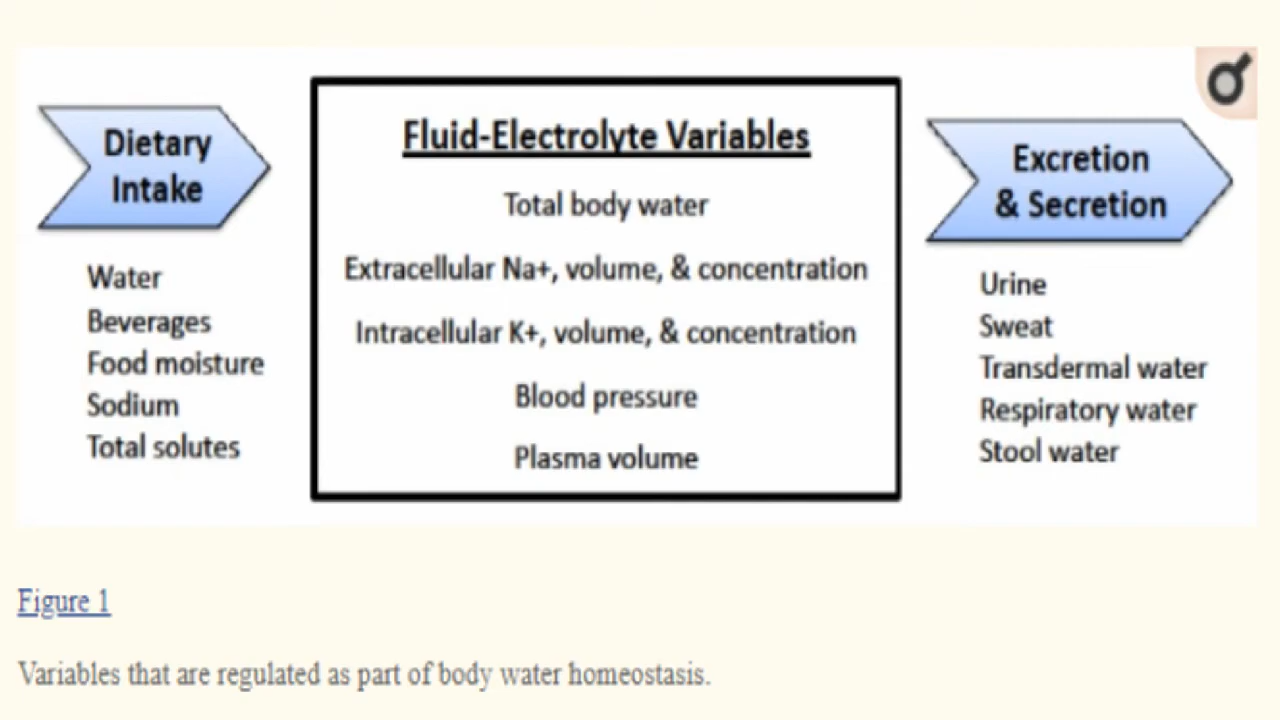 Dietary
Intake
Water
Beverages
Food moisture
Sodium
Total solutes
Fluid-Electrolyte Variables
Total body water
Extracellular Na+, volume, & concentration
Intracellular K+, volume, & concentration
Blood pressure
Plasma volume
Excretion
& Secretion
Urine
Sweat
Transdermal water
Respiratory water
Stool water
Figure 1
Variables that are regulated as part of body water homeostasis.